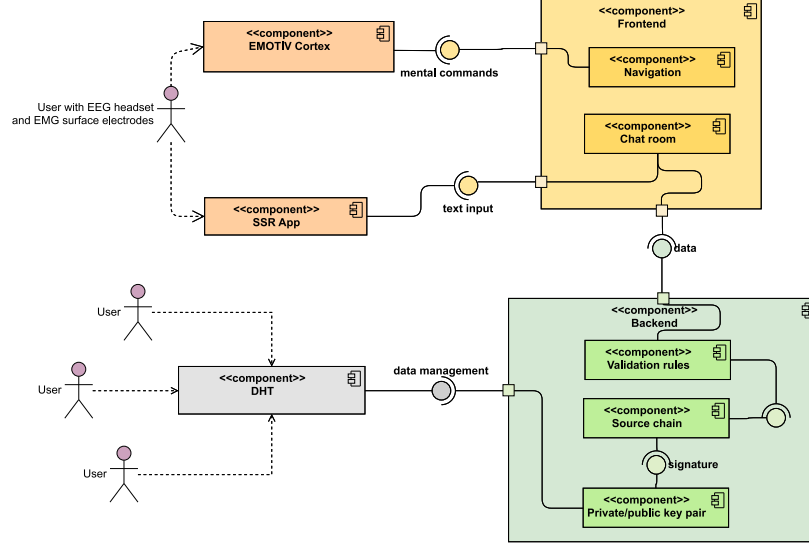 <<component>>
Frontend
<<component>>
EMOTIV Cortex
mental commands
<<component>>
Navigation
User with EEG headset
and EMG surface electrodes
<<component>>
Chat room
<<component>>
SSR App
text input
data
User
<<component>>
Backend
<<component>>
Validation rules
User
<<component>>
DHT
data management
<<component>>
Source chain
User
signature
<<component>>
Private/public key pair